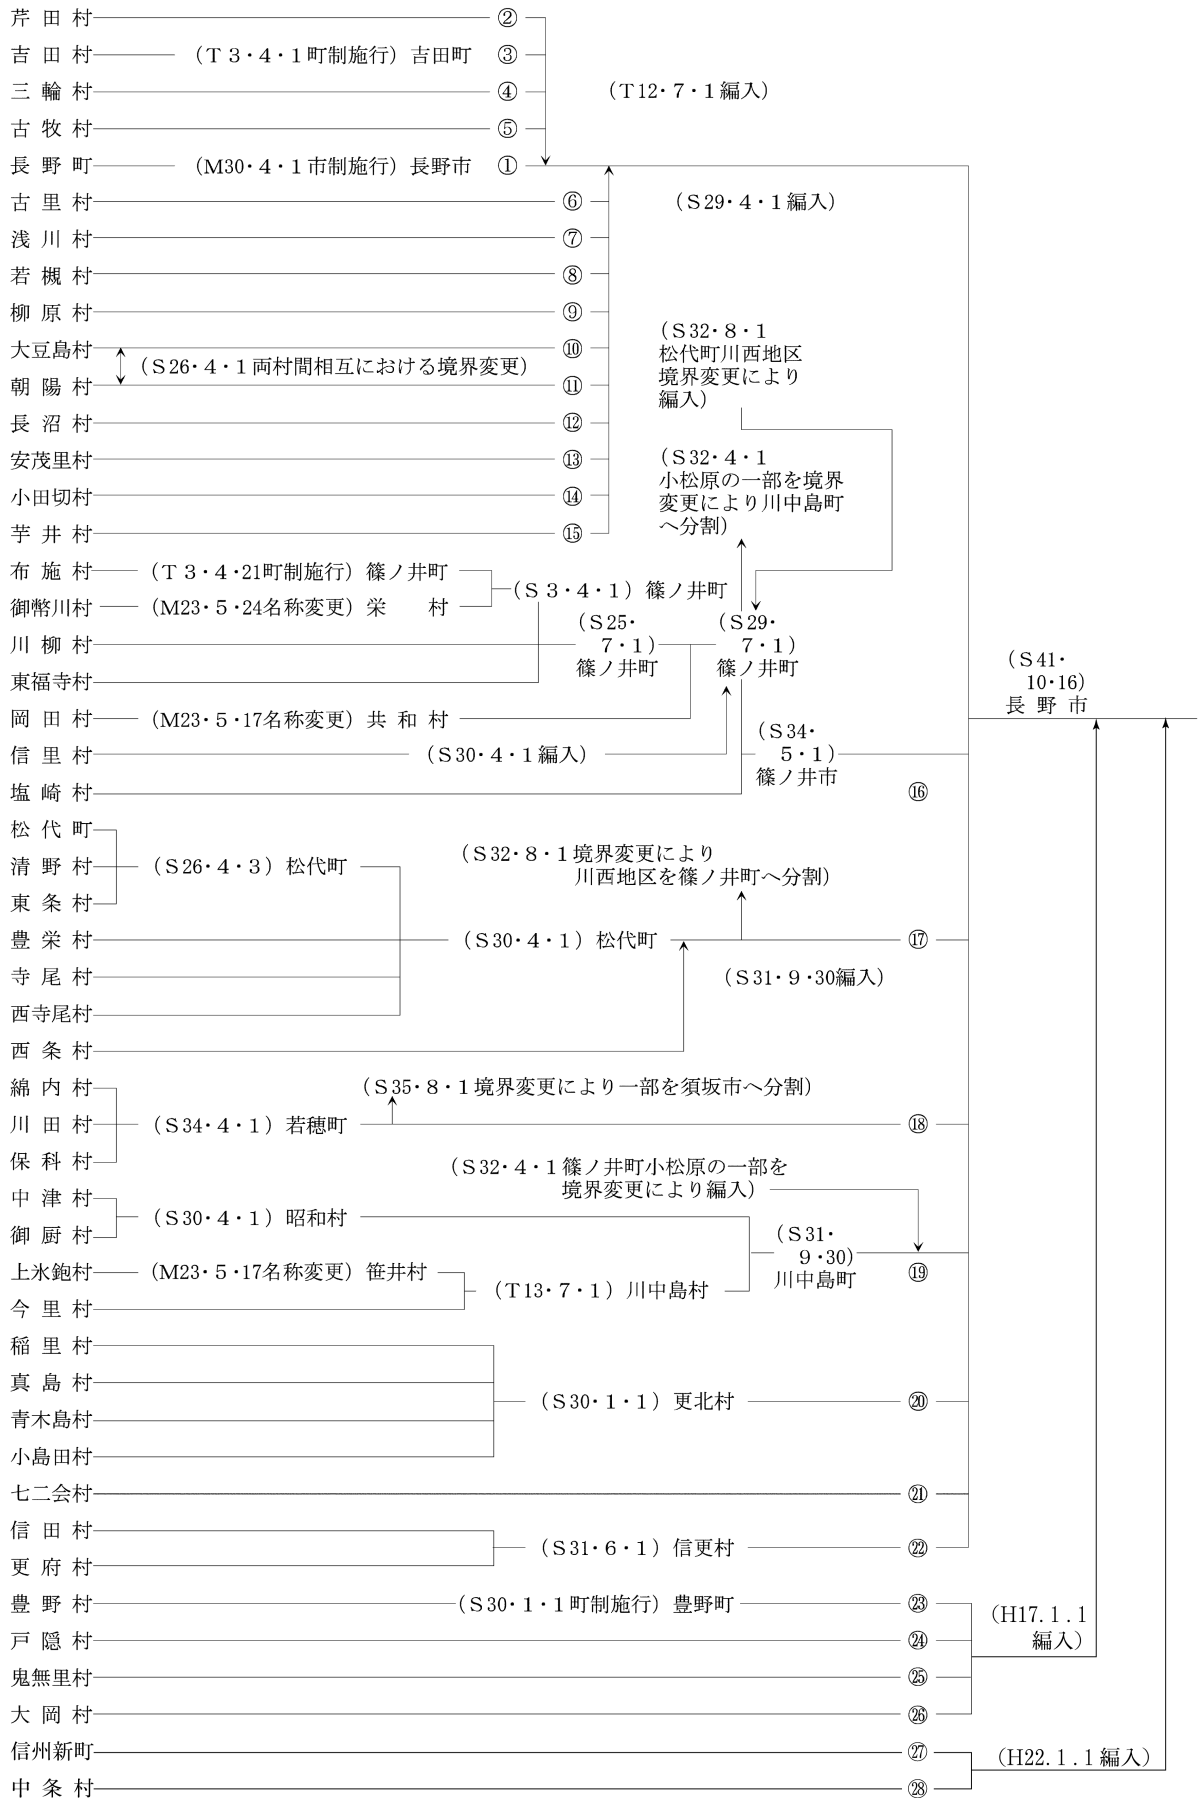 芹田村 ②
吉田村 (T3・4・1町制施行) 吉田町 ③
三輪村 ④
(T12・7・1編入)
古牧村 ⑤
長野町 (M30・4・1市制施行) 長野市 ①
古里村 ⑥
(S29・4・1編入)
浅川村 ⑦
若槻村 ⑧
柳原村 ⑨
大豆島村 ⑩
(S26・4・1両村間相互における境界変更)
朝陽村 ⑪
(S32・8・1
松代町川西地区
境界変更により
編入)
長沼村 ⑫
安茂里村 ⑬
小田切村 ⑭
芋井村 ⑮
(S32・4・1
小松原の一部を境界
変更により川中島町
へ分割)
布施村 (T3・4・21町制施行) 篠ノ井町
(S3・4・1) 篠ノ井町
御幣川村 (M23・5・24名称変更) 栄村
川柳村
(S25・
7・1)
篠ノ井町
(S29・
7・1)
篠ノ井町
東福寺村
(S41・
10・16)
長野市
岡田村 (M23・5・17名称変更) 共和村
信里村 (S30・4・1編入)
(S34・
5・1)
篠ノ井市
塩崎村 ⑯
松代町
清野村 (S26・4・3) 松代町
(S32・8・1境界変更により
川西地区を篠ノ井町へ分割)
東条村
豊栄村 (S30・4・1) 松代町 ⑰
寺尾村 (S31・9・30編入)
西寺尾村
西条村
綿内村 (S35・8・1境界変更により一部を須坂市へ分割)
川田村 (S34・4・1) 若穂町 ⑱
保科村
(S32・4・1篠ノ井町小松原の一部を
境界変更により編入)
中津村
(S30・4・1) 昭和村
御厨村
(S31・
9・30)
川中島町 ⑲
上氷鉋村 (M23・5・17名称変更) 笹井村
(T13・7・1) 川中島村
今里村
稲里村
真島村
(S30・1・1) 更北村 ⑳
青木島村
小島田村
七二会村 ㉑
信田村
(S31・6・1) 信更村 ㉒
更府村
豊野村 (S30・1・1町制施行) 豊野町 ㉓
(H17.1.1
編入)
戸隠村 ㉔
鬼無里村 ㉕
大岡村 ㉖
信州新町 ㉗
(H22.1.1編入)
中条村 ㉘